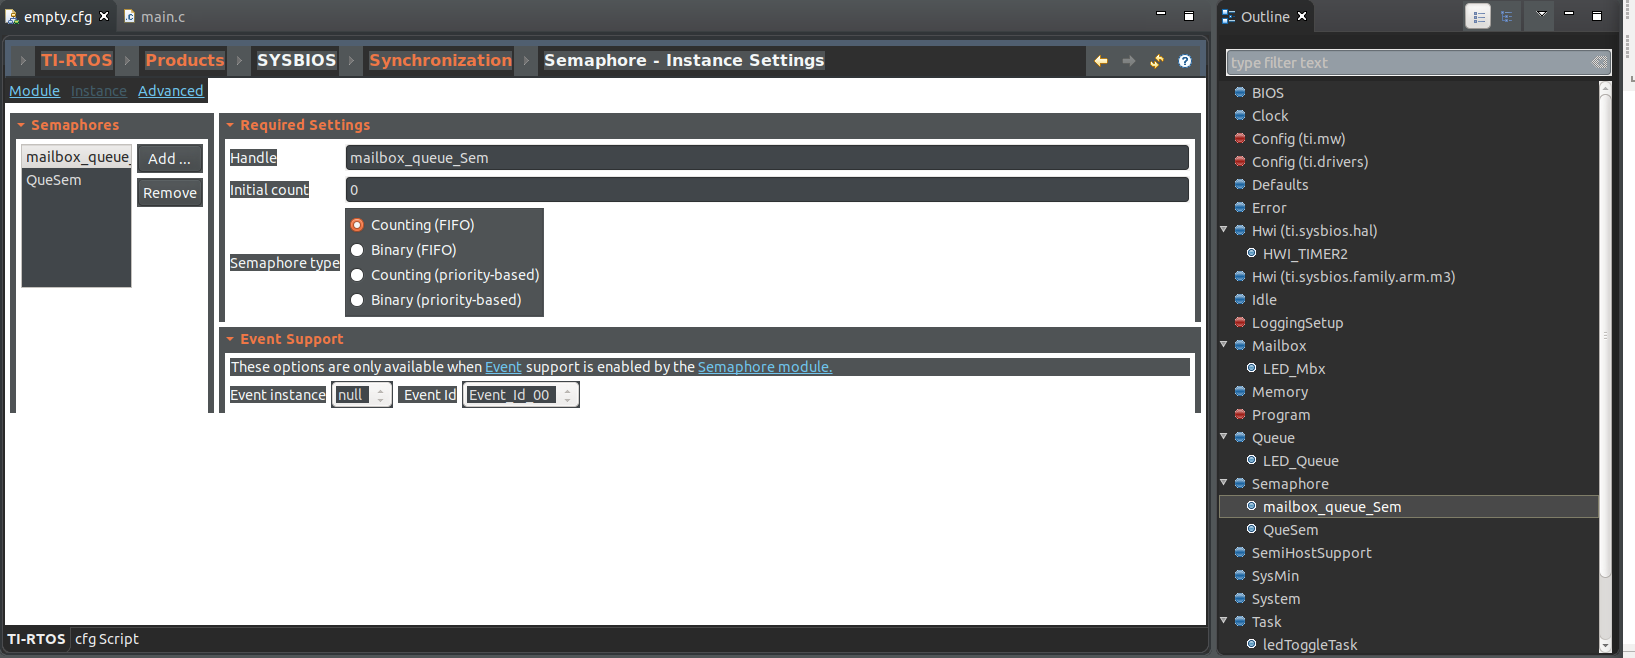 empty.cfg main.c
TI-RTOS Products SYSBIOS Synchronization Semaphore - Instance Settings
Module Instance Advanced
Semaphores
mailbox_queue_
QueSem
Add ...
Remove
Required Settings
Handle mailbox_queue_Sem
Initial count 0
Semaphore type
Counting (FIFO)
Binary (FIFO)
Counting (priority-based)
Binary (priority-based)
Event Support
These options are only available when Event support is enabled by the Semaphore module.
Event instance null Event Id Event_Id_00
TI-RTOS cfg Script
Outline
type filter text
BIOS
Clock
Config (ti.mw)
Config (ti.drivers)
Defaults
Error
Hwi (ti.sysbios.hal)
HWI_TIMER2
Hwi (ti.sysbios.family.arm.m3)
Idle
LoggingSetup
Mailbox
LED_Mbx
Memory
Program
Queue
LED_Queue
Semaphore
mailbox_queue_Sem
QueSem
SemiHostSupport
SysMin
System
Task
ledToggleTask